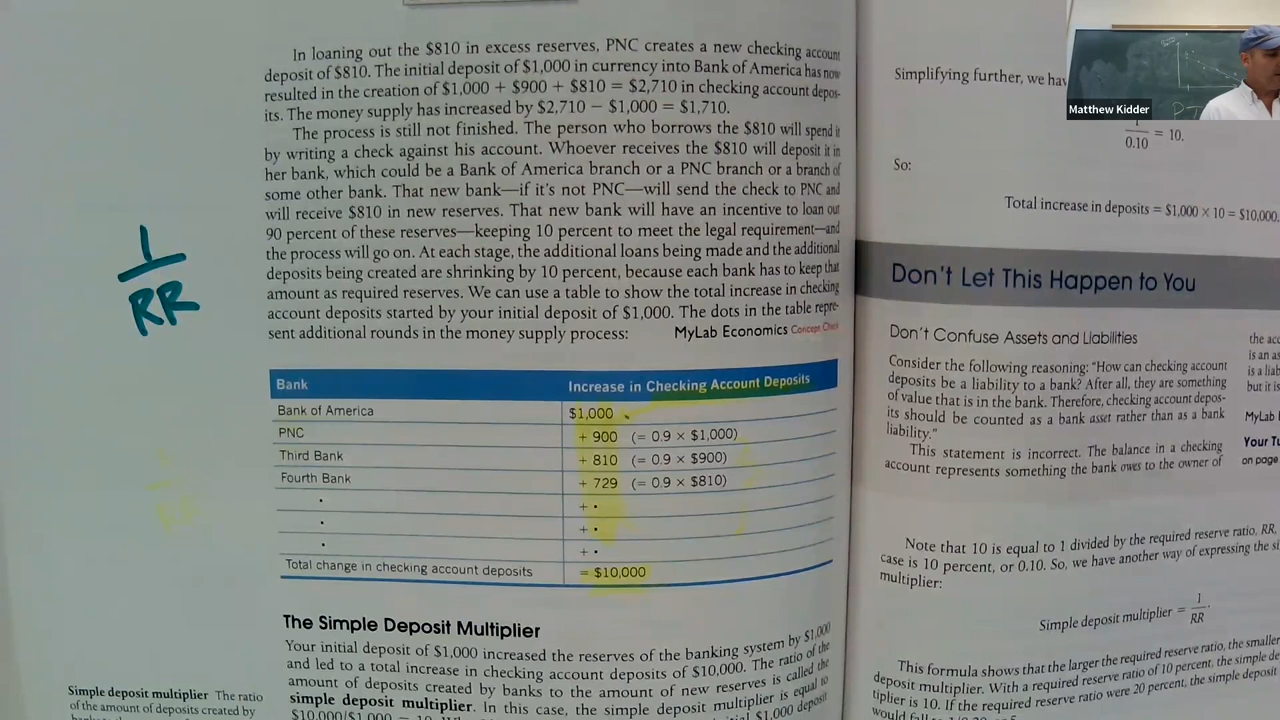 In loaning out the $810 in excess reserves, PNC creates a new checking account
deposit of $810. The initial deposit of $1,000 in currency into Bank of America has now
resulted in the creation of $1,000 + $900 + $810 = $2,710 in checking account depos-
its. The money supply has increased by $2,710 − $1,000 = $1,710.
The process is still not finished. The person who borrows the $810 will spend it
by writing a check against his account. Whoever receives the $810 will deposit it in
her bank, which could be a Bank of America branch or a PNC branch or a branch of
some other bank. That new bank—if it's not PNC—will send the check to PNC and
will receive $810 in new reserves. That new bank will have an incentive to loan out
90 percent of these reserves—keeping 10 percent to meet the legal requirement—and
the process will go on. At each stage, the additional loans being made and the additional
deposits being created are shrinking by 10 percent, because each bank has to keep that
amount as required reserves. We can use a table to show the total increase in checking
account deposits started by your initial deposit of $1,000. The dots in the table repre-
sent additional rounds in the money supply process:
MyLab Economics Concept Check
1
RR
Bank Increase in Checking Account Deposits
Bank of America $1,000
PNC + 900 (= 0.9 × $1,000)
Third Bank + 810 (= 0.9 × $900)
Fourth Bank + 729 (= 0.9 × $810)
. + •
. + •
. + •
Total change in checking account deposits = $10,000
1
RR
The Simple Deposit Multiplier
Your initial deposit of $1,000 increased the reserves of the banking system by $1,000
and led to a total increase in checking account deposits of $10,000. The ratio of the
amount of deposits created by banks to the amount of new reserves is called the
simple deposit multiplier. In this case, the simple deposit multiplier is equal to
$10,000/$1,000 = 10.
initial $1,000 deposit
Simple deposit multiplier The ratio
of the amount of deposits created by
Simplifying further, we hav
Matthew Kidder
1
0.10 = 10.
So:
Total increase in deposits = $1,000 × 10 = $10,000.
Don't Let This Happen to You
Don't Confuse Assets and Liabilities
Consider the following reasoning: "How can checking account
deposits be a liability to a bank? After all, they are something
of value that is in the bank. Therefore, checking account depos-
its should be counted as a bank asset rather than as a bank
liability."
This statement is incorrect. The balance in a checking
account represents something the bank owes to the owner of
the acc
is an as
is a liab
but it is
MyLab
Your Tu
on page
Note that 10 is equal to 1 divided by the required reserve ratio, RR,
case is 10 percent, or 0.10. So, we have another way of expressing the si
multiplier:
Simple deposit multiplier = 1
RR.
This formula shows that the larger the required reserve ratio, the smaller
deposit multiplier. With a required reserve ratio of 10 percent, the simple de
tiplier is 10. If the required reserve ratio were 20 percent, the simple deposit
would fall